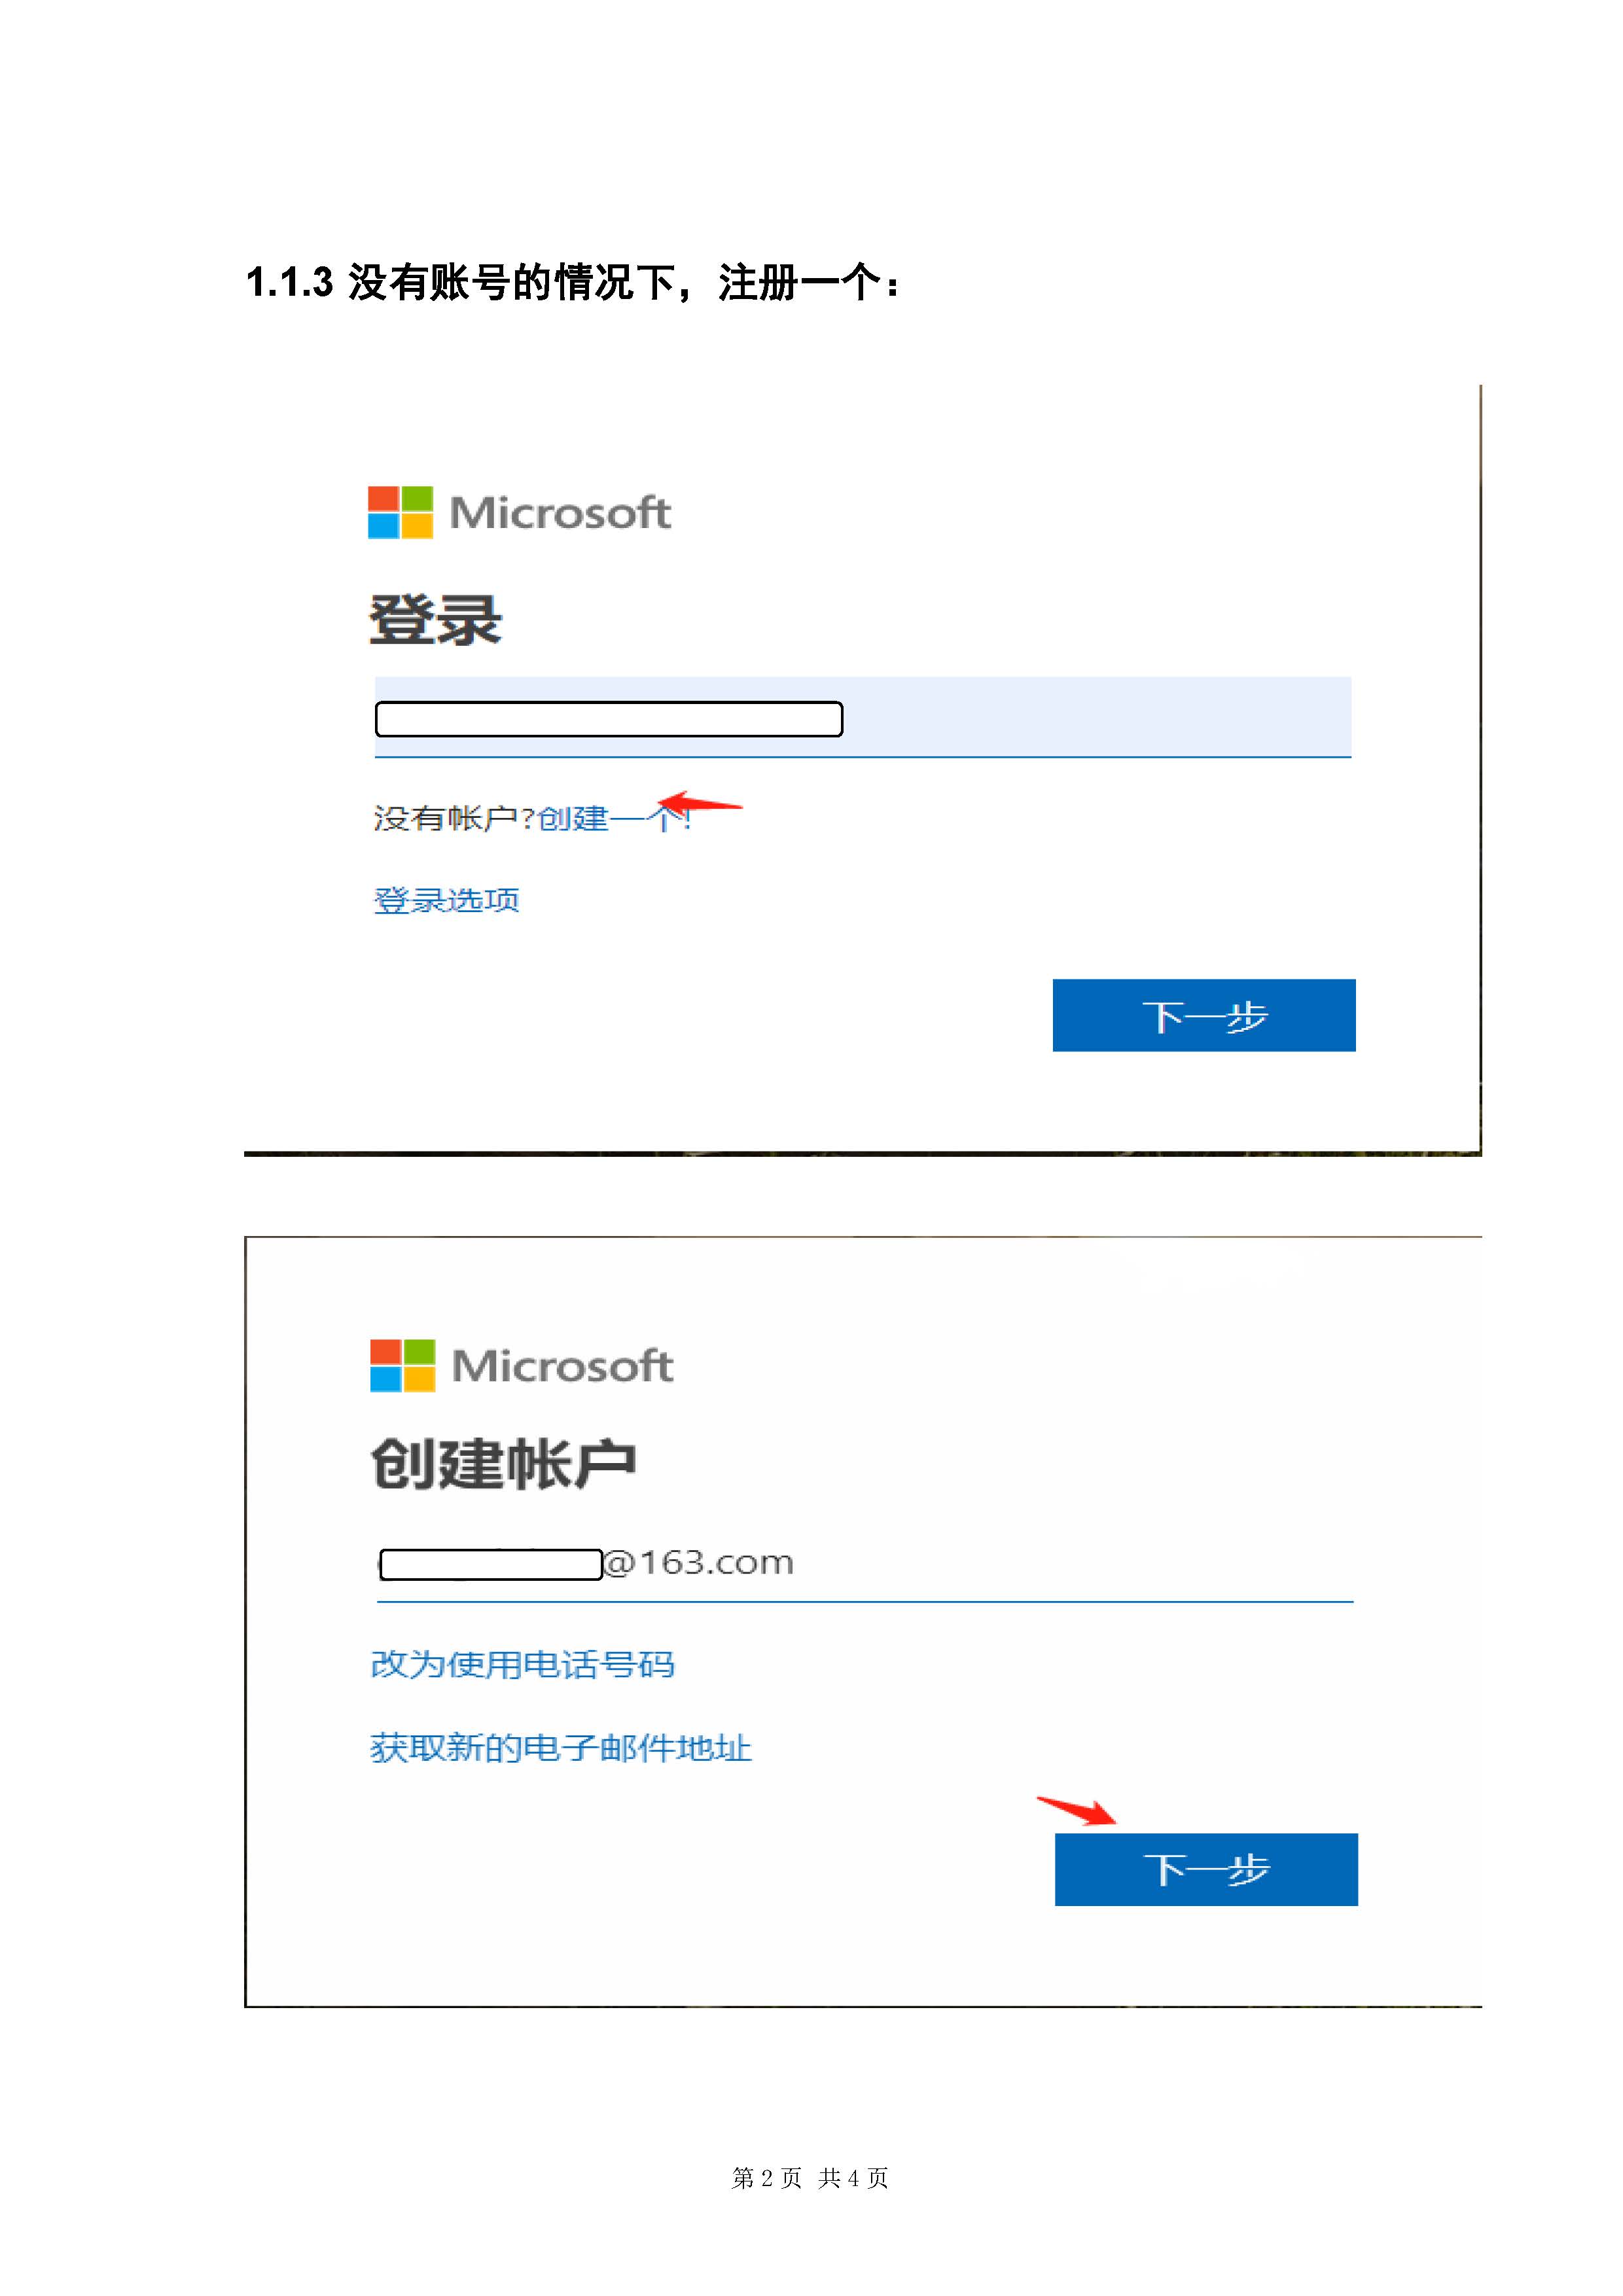 1.1.3 没有账号的情况下，注册一个：
Microsoft
登录
没有帐户?创建一个!
登录选项
下一步
Microsoft
创建帐户
@163.com
改为使用电话号码
获取新的电子邮件地址
下一步
第 2 页 共 4 页